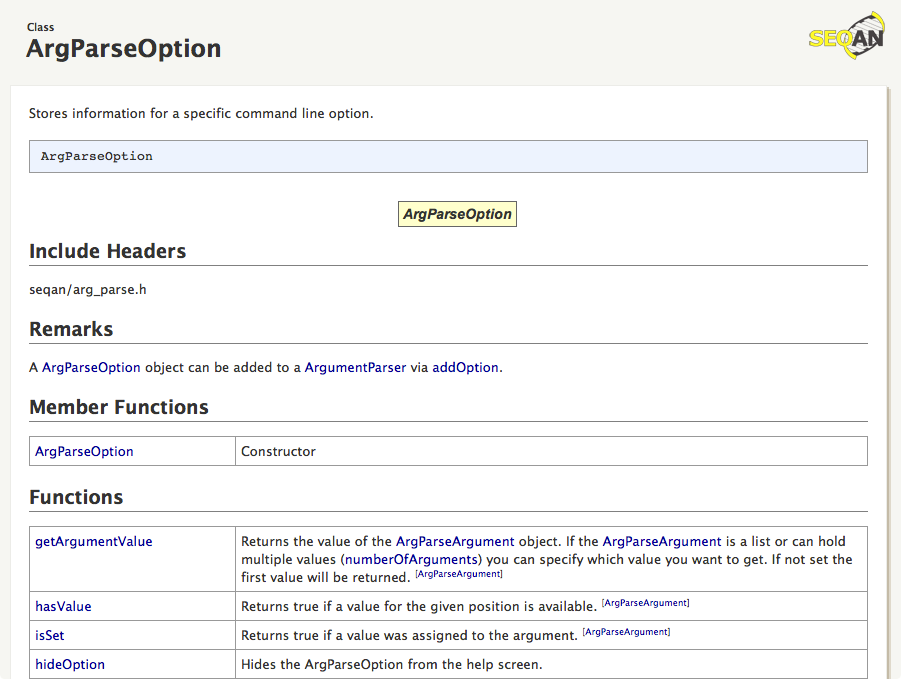 Class
ArgParseOption
SEQAN
Stores information for a specific command line option.
ArgParseOption
ArgParseOption
Include Headers
seqan/arg_parse.h
Remarks
A ArgParseOption object can be added to a ArgumentParser via addOption.
Member Functions
ArgParseOption Constructor
Functions
getArgumentValue Returns the value of the ArgParseArgument object. If the ArgParseArgument is a list or can hold
multiple values (numberOfArguments) you can specify which value you want to get. If not set the
first value will be returned. [ArgParseArgument]
hasValue Returns true if a value for the given position is available. [ArgParseArgument]
isSet Returns true if a value was assigned to the argument. [ArgParseArgument]
hideOption Hides the ArgParseOption from the help screen.